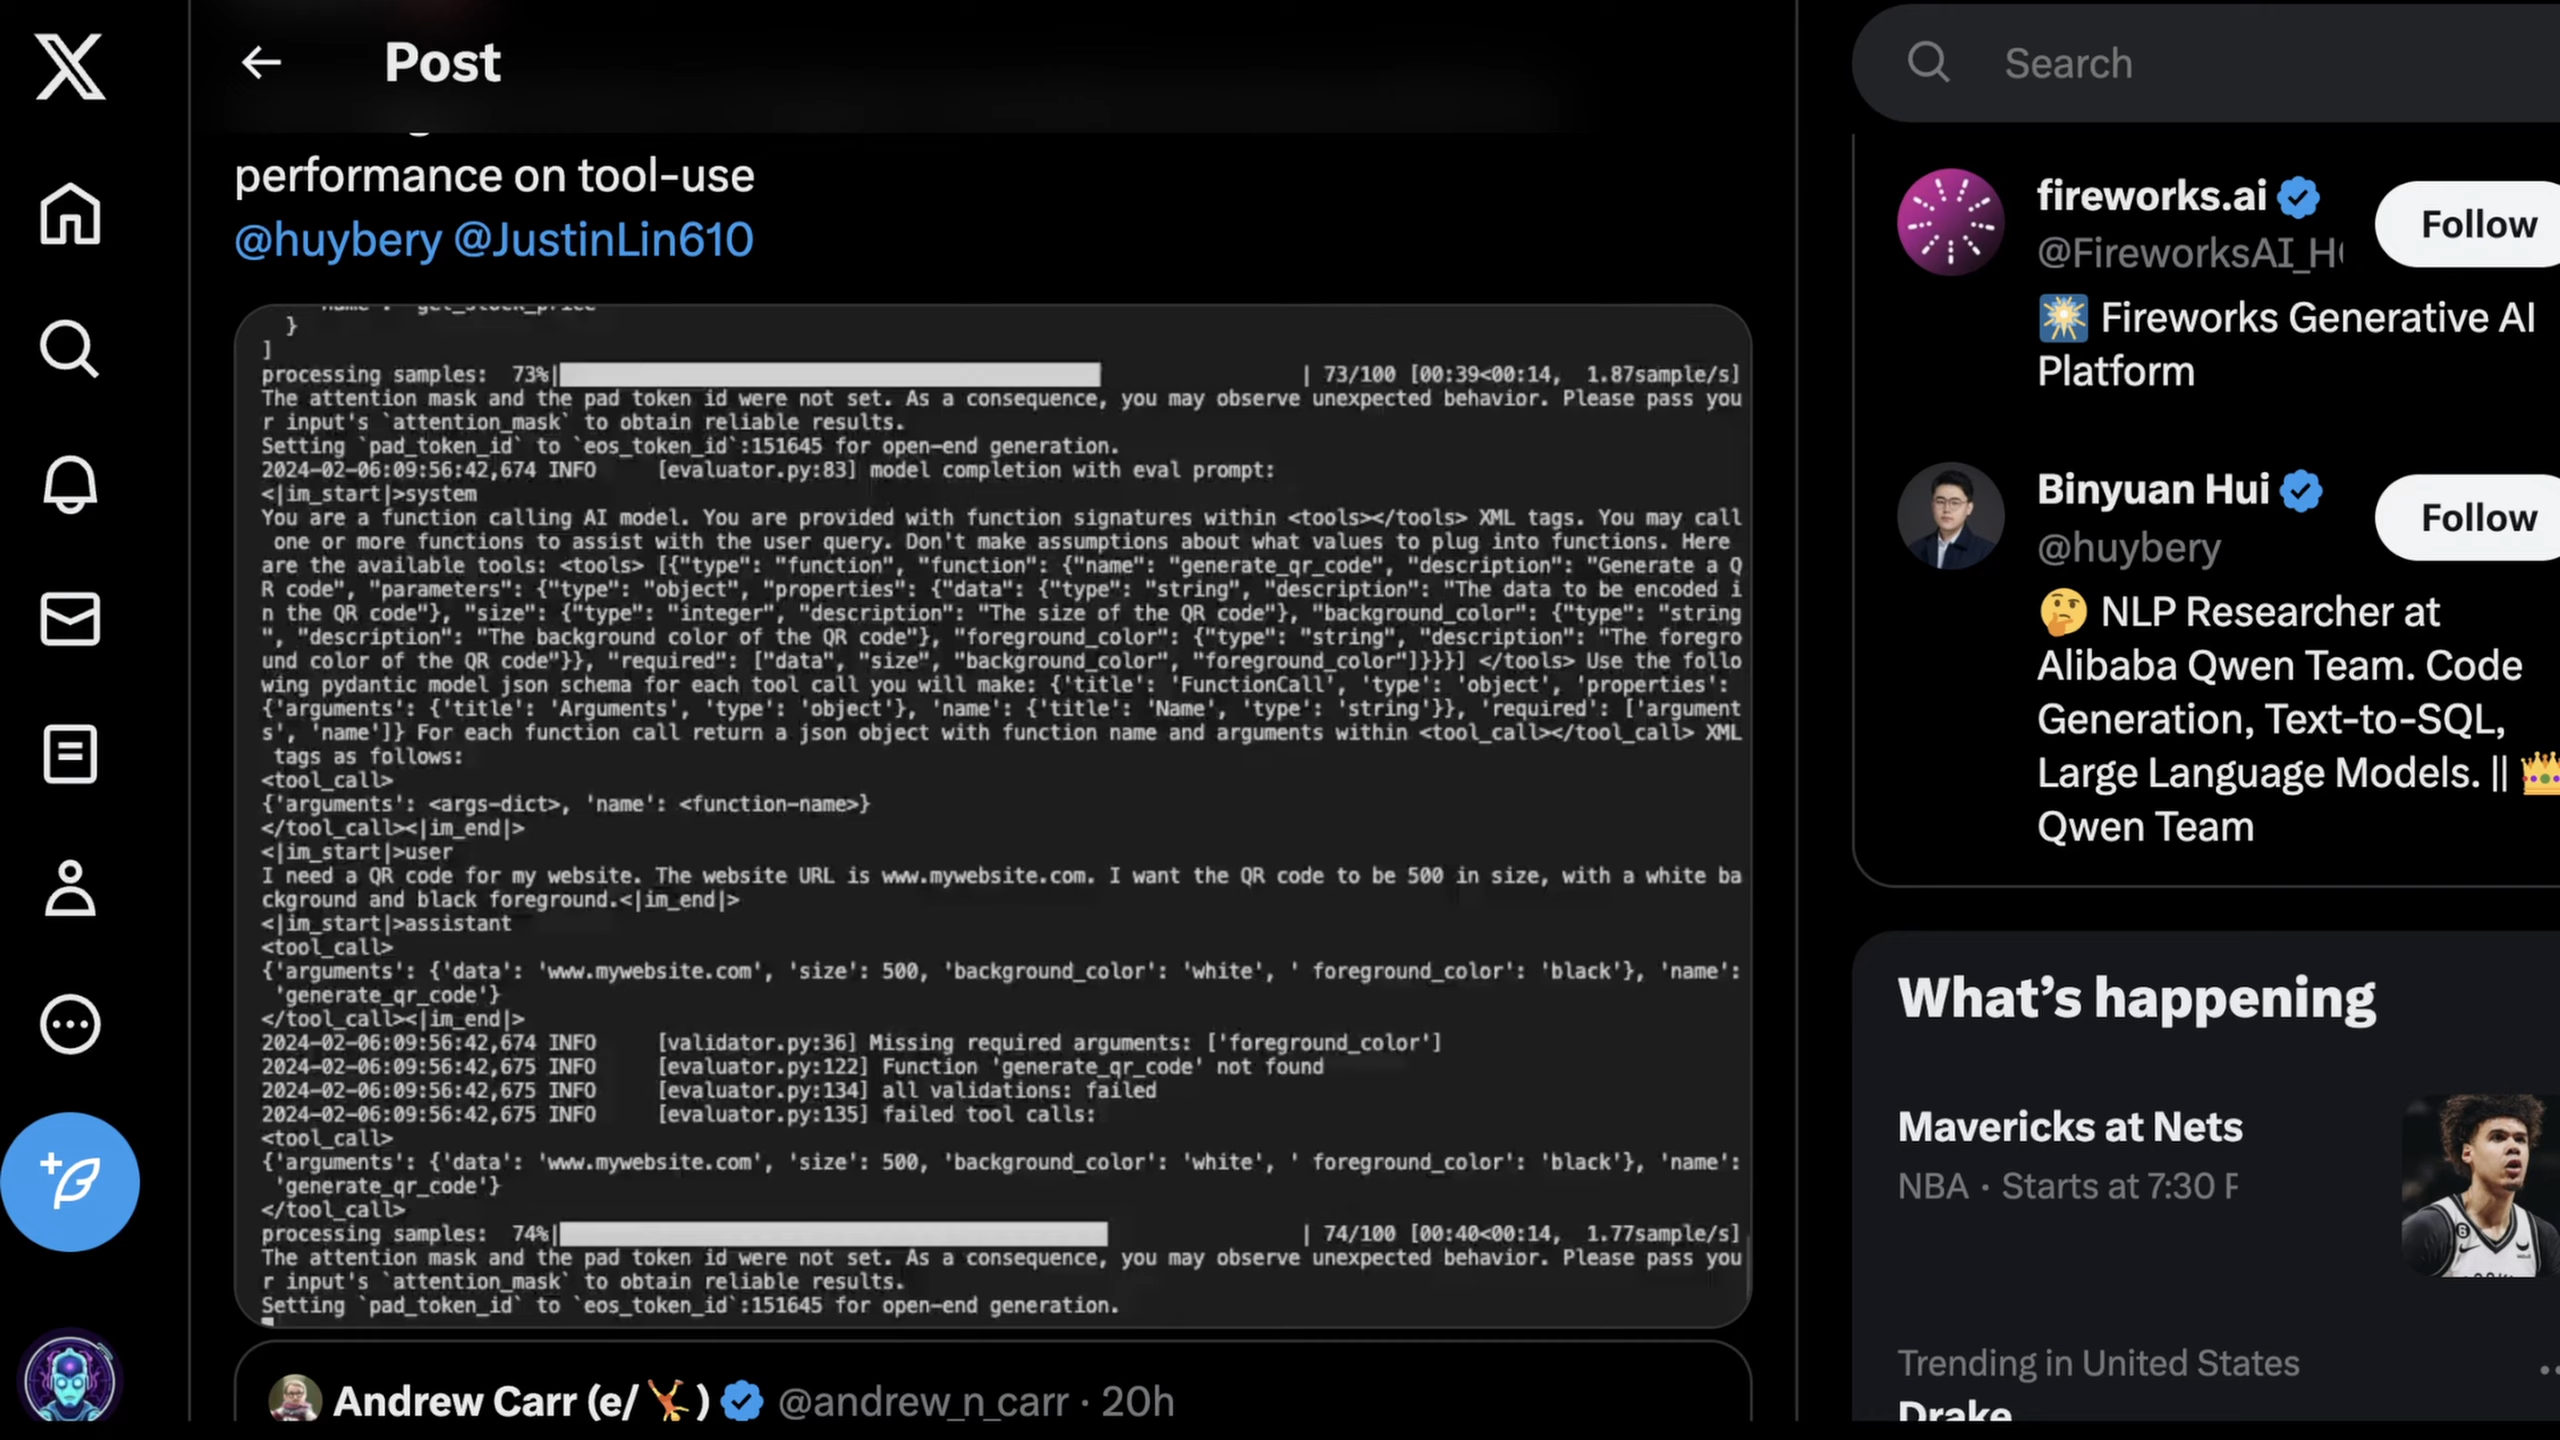 Post
performance on tool-use
@huybery @JustinLin610
}
]
processing samples:  73%| | 73/100 [00:39<00:14,  1.87sample/s]
The attention mask and the pad token id were not set. As a consequence, you may observe unexpected behavior. Please pass you
r input's `attention_mask` to obtain reliable results.
Setting `pad_token_id` to `eos_token_id`:151645 for open-end generation.
2024-02-06:09:56:42,674 INFO     [evaluator.py:83] model completion with eval prompt:
<|im_start|>system
You are a function calling AI model. You are provided with function signatures within <tools></tools> XML tags. You may call
 one or more functions to assist with the user query. Don't make assumptions about what values to plug into functions. Here
are the available tools: <tools> [{"type": "function", "function": {"name": "generate_qr_code", "description": "Generate a Q
R code", "parameters": {"type": "object", "properties": {"data": {"type": "string", "description": "The data to be encoded i
n the QR code"}, "size": {"type": "integer", "description": "The size of the QR code"}, "background_color": {"type": "string
", "description": "The background color of the QR code"}, "foreground_color": {"type": "string", "description": "The foregro
und color of the QR code"}}, "required": ["data", "size", "background_color", "foreground_color"]}}}] </tools> Use the follo
wing pydantic model json schema for each tool call you will make: {'title': 'FunctionCall', 'type': 'object', 'properties':
{'arguments': {'title': 'Arguments', 'type': 'object'}, 'name': {'title': 'Name', 'type': 'string'}}, 'required': ['argument
s', 'name']} For each function call return a json object with function name and arguments within <tool_call></tool_call> XML
 tags as follows:
<tool_call>
{'arguments': <args-dict>, 'name': <function-name>}
</tool_call><|im_end|>
<|im_start|>user
I need a QR code for my website. The website URL is www.mywebsite.com. I want the QR code to be 500 in size, with a white ba
ckground and black foreground.<|im_end|>
<|im_start|>assistant
<tool_call>
{'arguments': {'data': 'www.mywebsite.com', 'size': 500, 'background_color': 'white', ' foreground_color': 'black'}, 'name':
 'generate_qr_code'}
</tool_call><|im_end|>
2024-02-06:09:56:42,674 INFO     [validator.py:36] Missing required arguments: ['foreground_color']
2024-02-06:09:56:42,675 INFO     [evaluator.py:122] Function 'generate_qr_code' not found
2024-02-06:09:56:42,675 INFO     [evaluator.py:134] all validations: failed
2024-02-06:09:56:42,675 INFO     [evaluator.py:135] failed tool calls:
<tool_call>
{'arguments': {'data': 'www.mywebsite.com', 'size': 500, 'background_color': 'white', ' foreground_color': 'black'}, 'name':
 'generate_qr_code'}
</tool_call>
processing samples:  74%| | 74/100 [00:40<00:14,  1.77sample/s]
The attention mask and the pad token id were not set. As a consequence, you may observe unexpected behavior. Please pass you
r input's `attention_mask` to obtain reliable results.
Setting `pad_token_id` to `eos_token_id`:151645 for open-end generation.
Andrew Carr (e/🤸) @andrew_n_carr · 20h
Search
fireworks.ai
@FireworksAI_H
Follow
🎇 Fireworks Generative AI
Platform
Binyuan Hui
@huybery
Follow
🤔 NLP Researcher at
Alibaba Qwen Team. Code
Generation, Text-to-SQL,
Large Language Models. || 👑
Qwen Team
What's happening
Mavericks at Nets
NBA · Starts at 7:30
Trending in United States
Drake